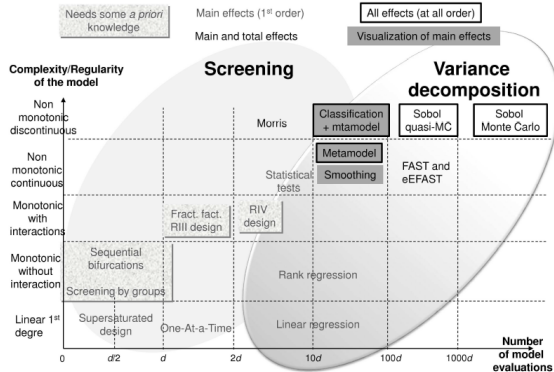 Needs some a priori
knowledge
Main effects (1st order)
Main and total effects
All effects (at all order)
Visualization of main effects
Complexity/Regularity
of the model
Screening
Variance
decomposition
Non
monotonic
discontinuous
Morris
Classification
+ mtamodel
Sobol
quasi-MC
Sobol
Monte Carlo
Non
monotonic
continuous
Metamodel
Smoothing
Statistical
tests
FAST and
eEFAST
Monotonic
with
interactions
Fract. fact.
RIII design
RIV
design
Monotonic
without
interaction
Sequential
bifurcations
Screening by groups
Rank regression
Linear 1st
degre
Supersaturated
design
One-At-a-Time
Linear regression
0
d/2
d
2d
10d
100d
1000d
Number
of model
evaluations